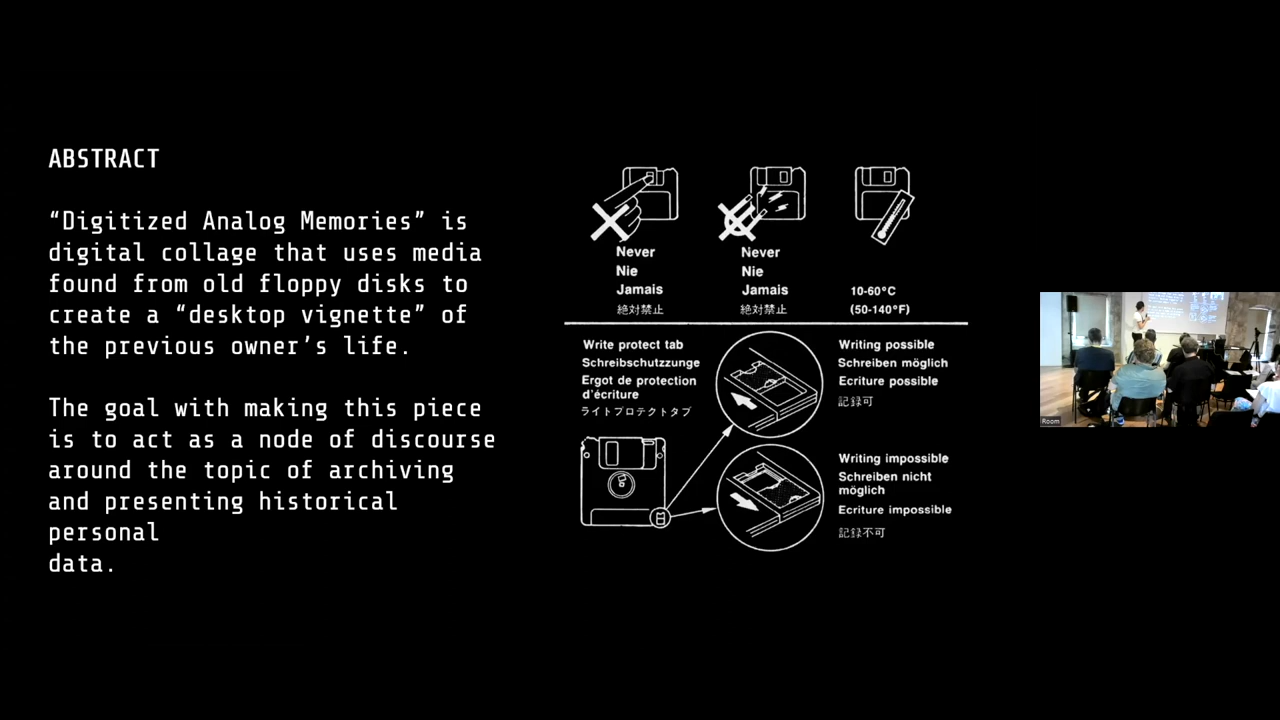 ABSTRACT
“Digitized Analog Memories” is
digital collage that uses media
found from old floppy disks to
create a “desktop vignette” of
the previous owner’s life.
The goal with making this piece
is to act as a node of discourse
around the topic of archiving
and presenting historical
personal
data.
Never
Nie
Jamais
絶対禁止
Never
Nie
Jamais
絶対禁止
10-60°C
(50-140°F)
Write protect tab
Schreibschutzzunge
Ergot de protection
d’écriture
ライトプロテクトタブ
Writing possible
Schreiben möglich
Ecriture possible
記録可
Writing impossible
Schreiben nicht
möglich
Ecriture impossible
記録不可
Room